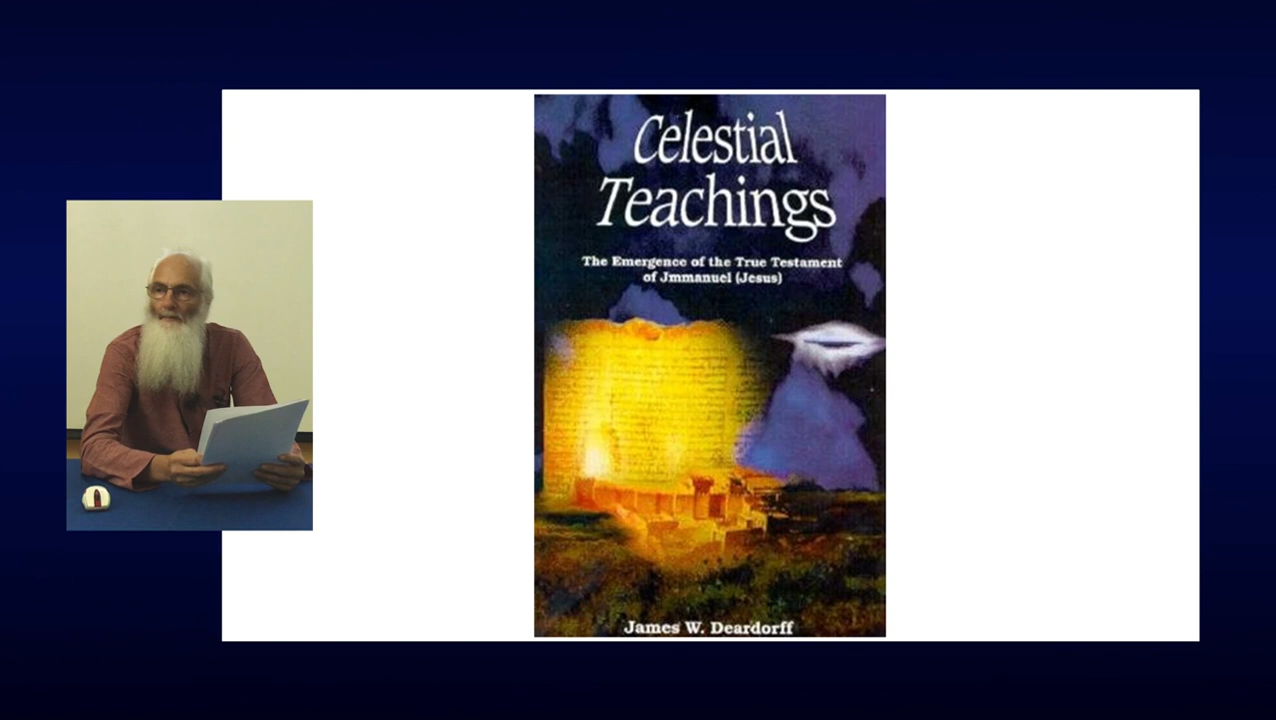 Celestial
Teachings
The Emergence of the True Testament
of Jmmanuel (Jesus)
James W. Deardorff